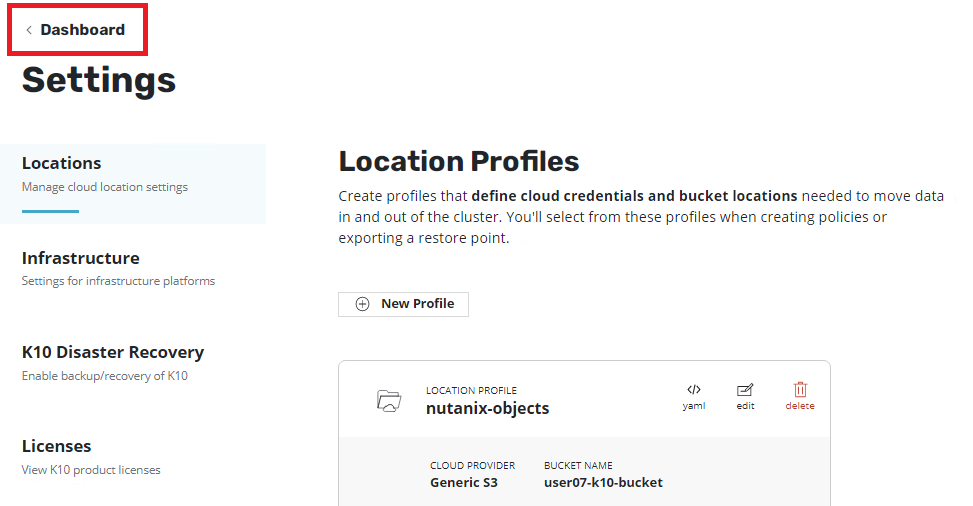 Dashboard
Settings
Locations
Manage cloud location settings
Infrastructure
Settings for infrastructure platforms
K10 Disaster Recovery
Enable backup/recovery of K10
Licenses
View K10 product licenses
Location Profiles
Create profiles that define cloud credentials and bucket locations needed to move data
in and out of the cluster. You'll select from these profiles when creating policies or
exporting a restore point.
New Profile
LOCATION PROFILE
nutanix-objects
yaml
edit
delete
CLOUD PROVIDER
Generic S3
BUCKET NAME
user07-k10-bucket